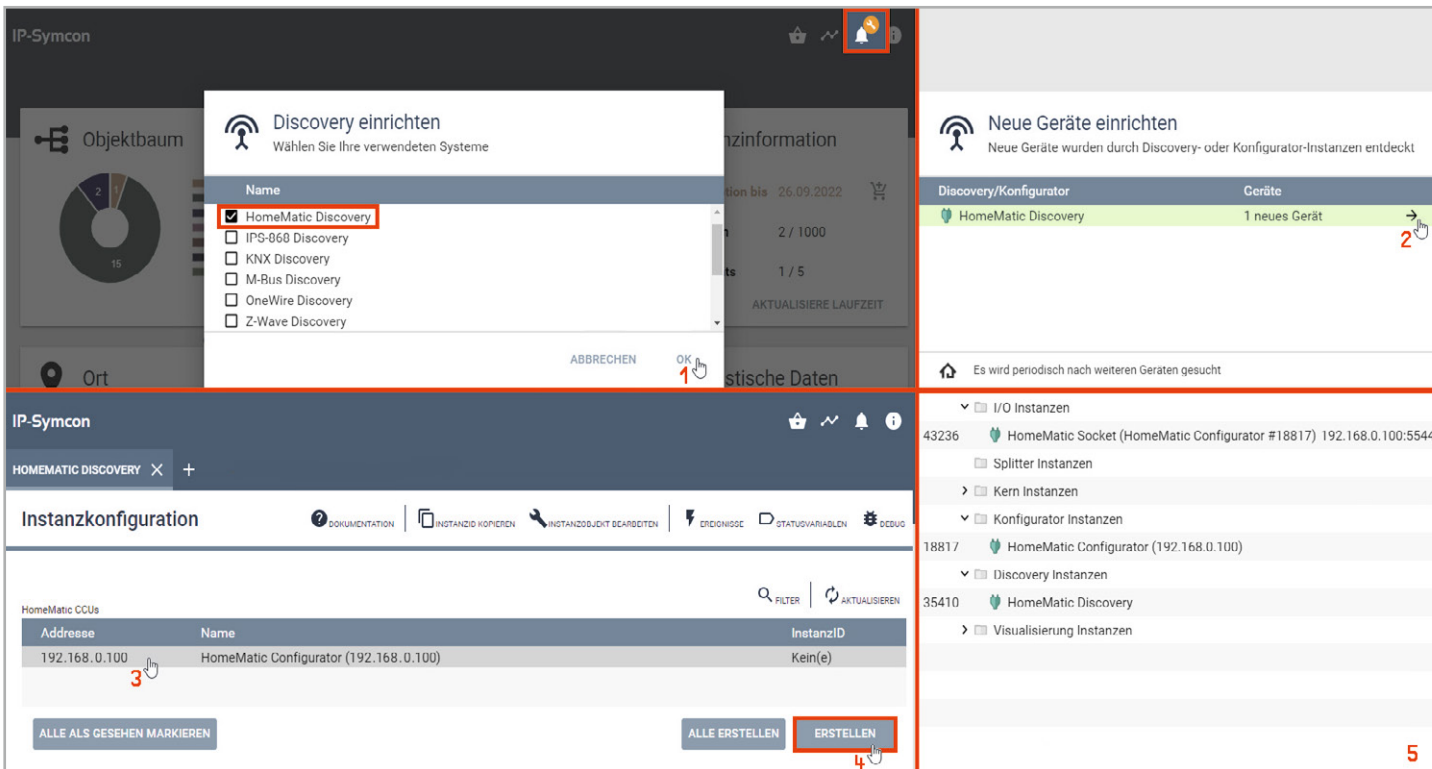 IP-Symcon
Objektbaum
2
1
15
Discovery einrichten
Wählen Sie Ihre verwendeten Systeme
Name
HomeMatic Discovery
IPS-868 Discovery
KNX Discovery
M-Bus Discovery
OneWire Discovery
Z-Wave Discovery
ABBRECHEN
OK
1
nzinformation
tion bis 26.09.2022
n 2 / 1000
ts 1 / 5
AKTUALISIERE LAUFZEIT
Ort
stische Daten
Neue Geräte einrichten
Neue Geräte wurden durch Discovery- oder Konfigurator-Instanzen entdeckt
Discovery/Konfigurator Geräte
HomeMatic Discovery 1 neues Gerät
2
Es wird periodisch nach weiteren Geräten gesucht
IP-Symcon
HOMEMATIC DISCOVERY
Instanzkonfiguration
DOKUMENTATION
INSTANZID KOPIEREN
INSTANZOBJEKT BEARBEITEN
EREIGNISSE
STATUSVARIABLEN
DEBUG
FILTER
AKTUALISIEREN
HomeMatic CCUs
Addresse Name InstanzID
192.168.0.100 HomeMatic Configurator (192.168.0.100) Kein(e)
3
ALLE ALS GESEHEN MARKIEREN
ALLE ERSTELLEN
ERSTELLEN
4
I/O Instanzen
43236 HomeMatic Socket (HomeMatic Configurator #18817) 192.168.0.100:5544
Splitter Instanzen
Kern Instanzen
Konfigurator Instanzen
18817 HomeMatic Configurator (192.168.0.100)
Discovery Instanzen
35410 HomeMatic Discovery
Visualisierung Instanzen
5